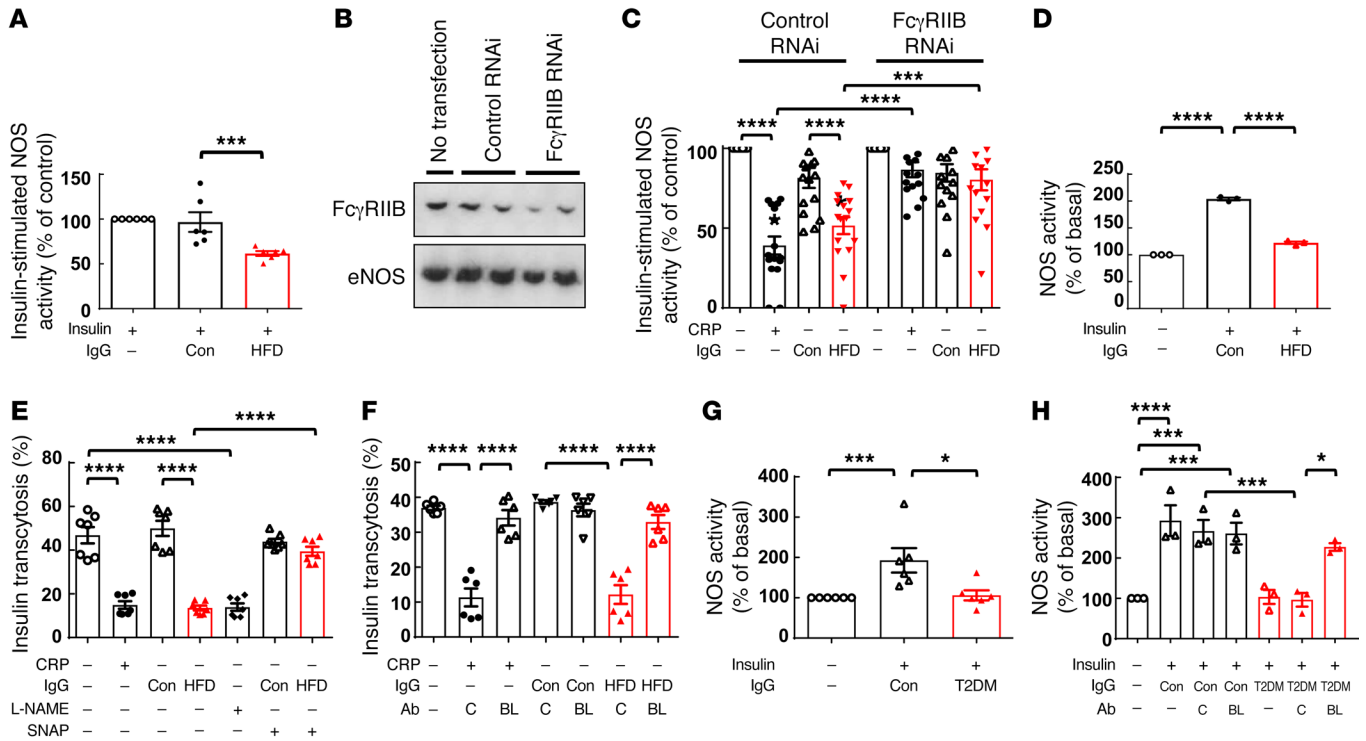 A
Insulin-stimulated NOS
activity (% of control)
150
100
50
0
***
Insulin + + +
IgG – Con HFD
B
No transfection
Control RNAi
FcγRIIB RNAi
FcγRIIB
eNOS
C
Control
RNAi
FcγRIIB
RNAi
Insulin-stimulated NOS
activity (% of control)
100
50
0
***
****
**** ****
* *
CRP – + – – – + – –
IgG – – Con HFD – – Con HFD
D
NOS activity
(% of basal)
250
200
150
100
50
0
**** ****
Insulin – + +
IgG – Con HFD
E
Insulin transcytosis (%)
80
60
40
20
0
****
****
**** ****
CRP – + – – – – –
IgG – – Con HFD – Con HFD
L-NAME – – – – + – –
SNAP – – – – – + +
F
Insulin transcytosis (%)
50
40
30
20
10
0
**** **** **** ****
CRP – + + – – – –
IgG – – – Con Con HFD HFD
Ab – C BL C BL C BL
G
NOS activity
(% of basal)
400
300
200
100
0
*** *
Insulin – + +
IgG – Con T2DM
H
NOS activity
(% of basal)
400
300
200
100
0
****
***
***
***
*
Insulin – + + + + + +
IgG – Con Con Con T2DM T2DM T2DM
Ab – – C BL – C BL